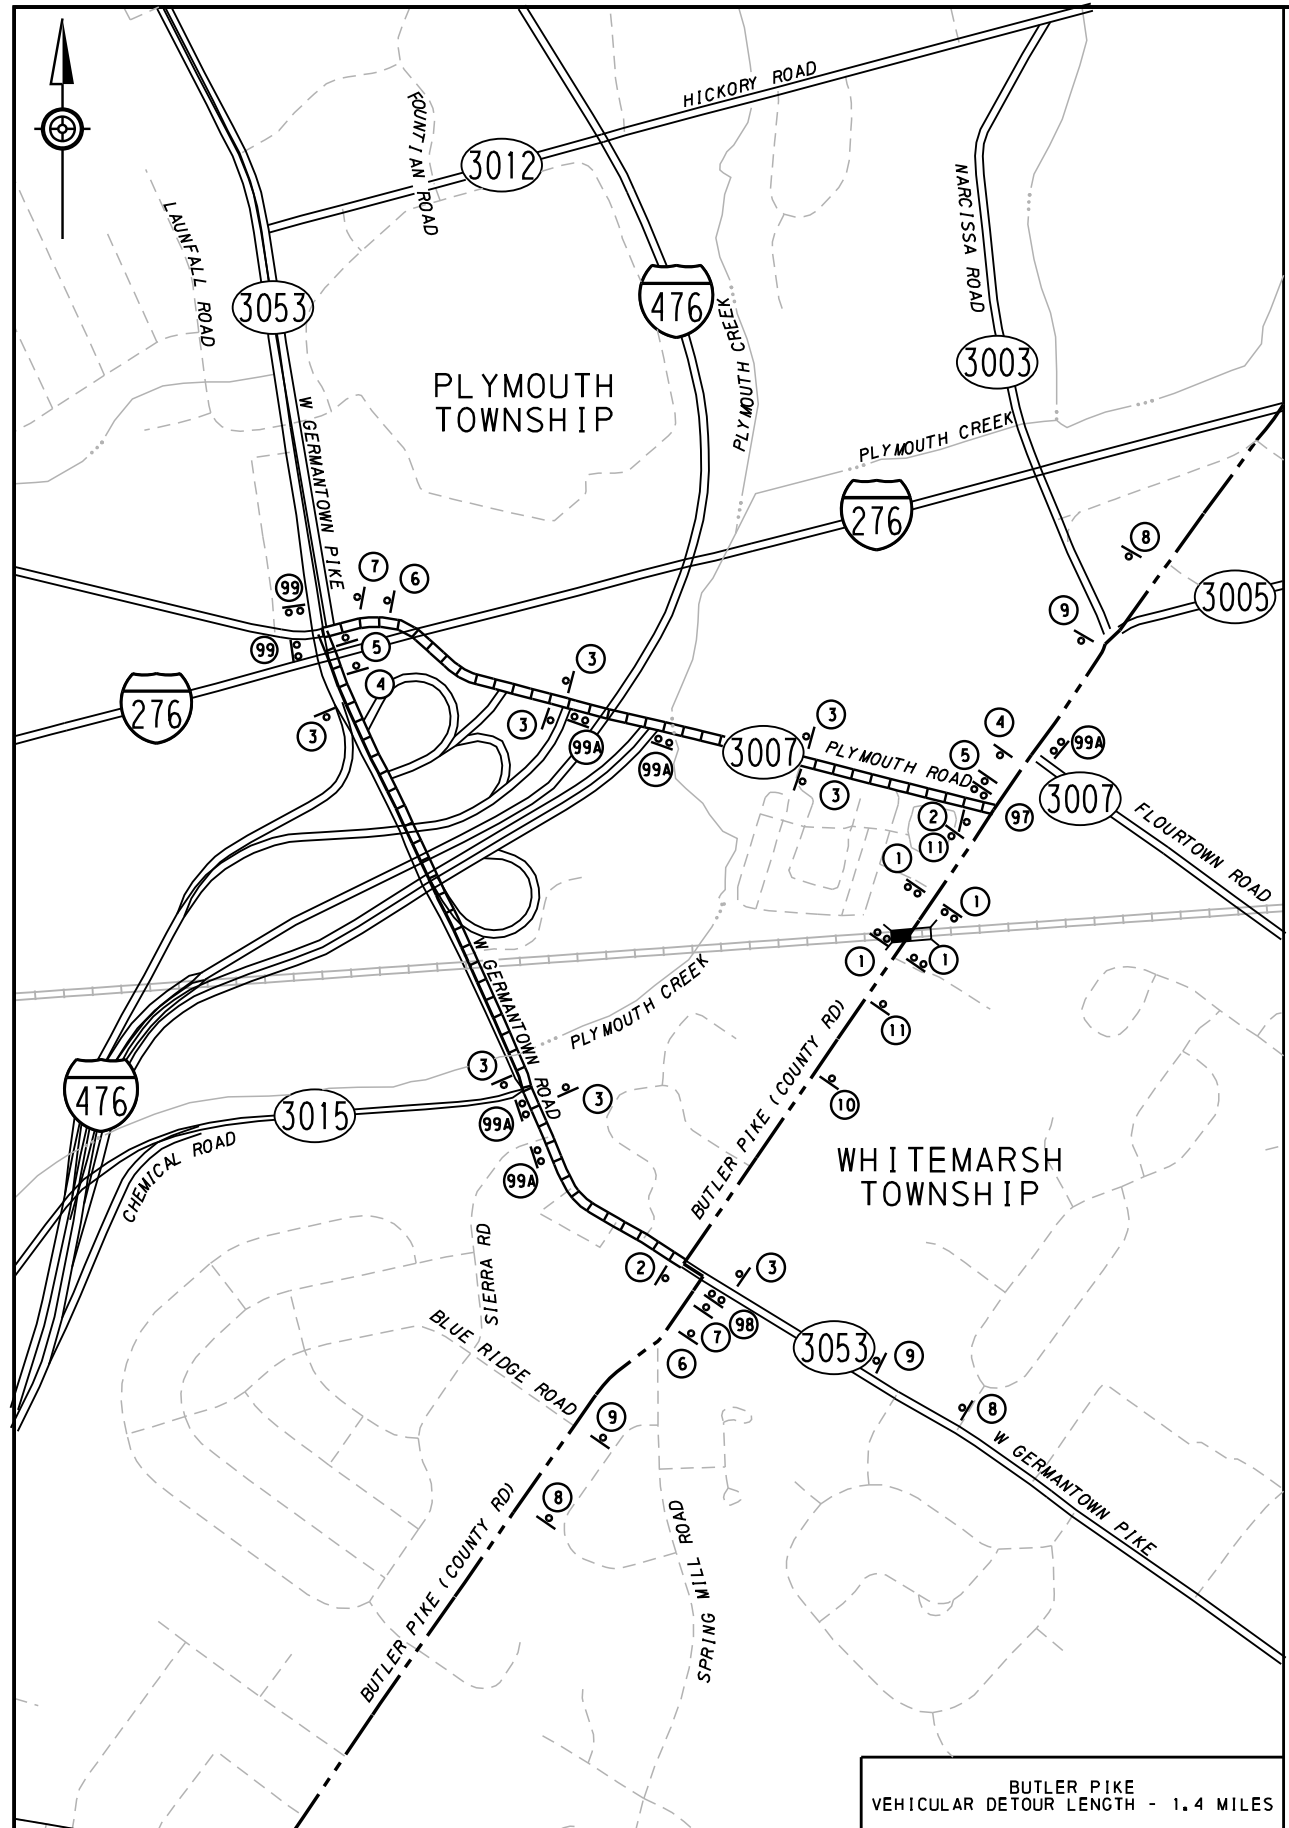 HICKORY ROAD
FOUNTIAN ROAD
3012
NARCISSA ROAD
LAUNFALL ROAD
3053
476
PLYMOUTH CREEK
3003
PLYMOUTH
TOWNSHIP
W GERMANTOWN PIKE
PLYMOUTH CREEK
276
8
7
6
99
3005
9
99
5
3
4
276
3
3
99A
99A
3
3007
PLYMOUTH ROAD
4
5
99A
3
3007
2
97
11
FLOURTOWN ROAD
1
1
1
1
W GERMANTOWN ROAD
PLYMOUTH CREEK
11
3
476
3
10
3015
99A
CHEMICAL ROAD
99A
BUTLER PIKE (COUNTY RD)
WHITEMARSH
TOWNSHIP
SIERRA RD
2
3
98
7
6
3053
9
BLUE RIDGE ROAD
9
8
W GERMANTOWN PIKE
8
SPRING MILL ROAD
BUTLER PIKE (COUNTY RD)
BUTLER PIKE
VEHICULAR DETOUR LENGTH - 1.4 MILES